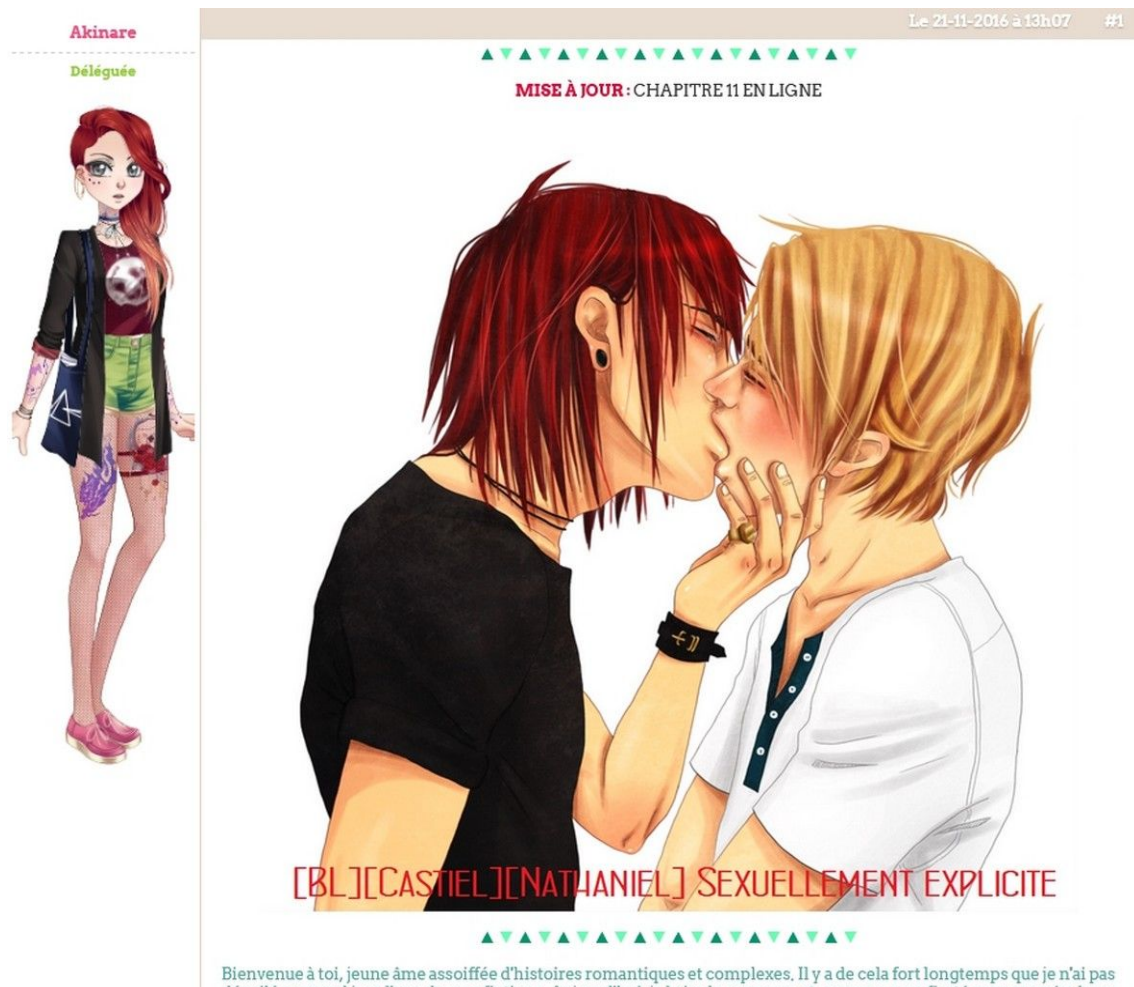 Akinare
Déléguée
Le 21-11-2016 à 13h07 #1
MISE À JOUR : CHAPITRE 11 EN LIGNE
[BL][CASTIEL][NATHANIEL] SEXUELLEMENT EXPLICITE
Bienvenue à toi, jeune âme assoiffée d'histoires romantiques et complexes. Il y a de cela fort longtemps que je n'ai pas